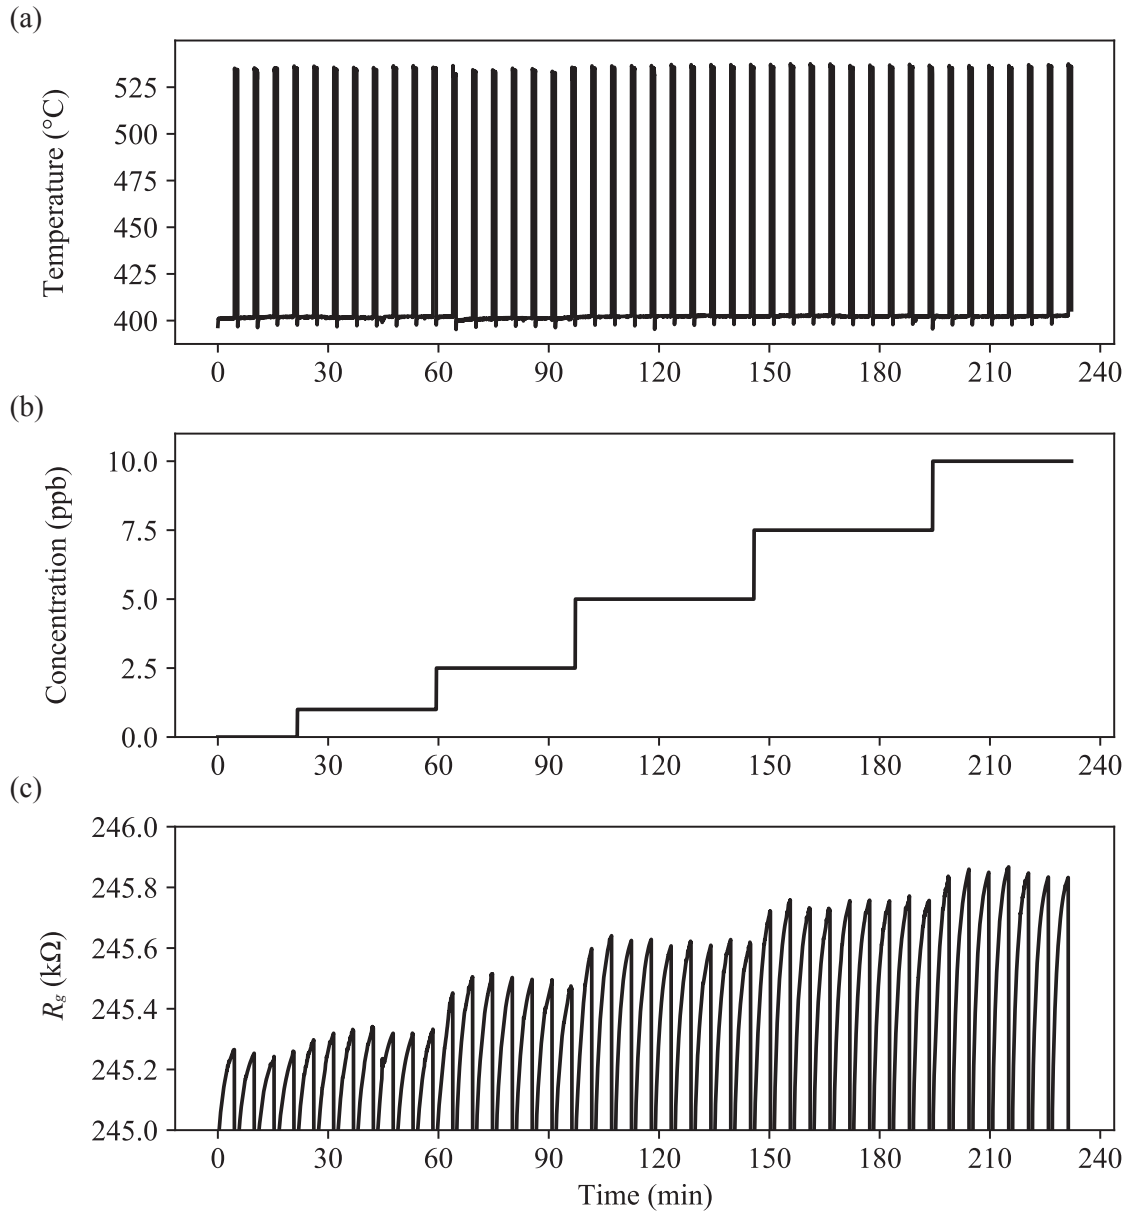 (a)
Temperature (°C)
525
500
475
450
425
400
0 30 60 90 120 150 180 210 240
(b)
Concentration (ppb)
10.0
7.5
5.0
2.5
0.0
0 30 60 90 120 150 180 210 240
(c)
Rg (kΩ)
246.0
245.8
245.6
245.4
245.2
245.0
0 30 60 90 120 150 180 210 240
Time (min)